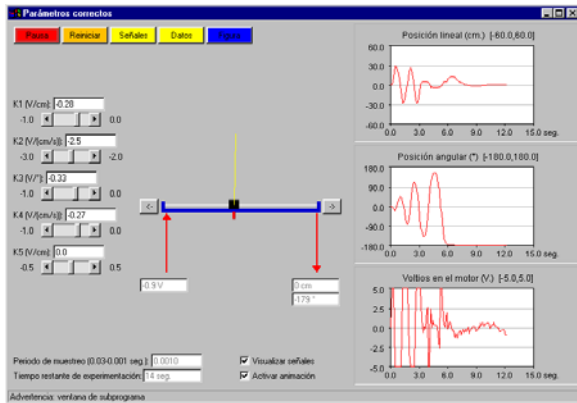 Parámetros correctos
Pausa Reiniciar Señales Datos Figura
K1 (V/cm): -0.28
-1.0 0.0
K2 (V/(cm/s)): -2.5
-3.0 -2.0
K3 (V/°): -0.33
-1.0 0.0
K4 (V/(cm/s)): -0.27
-1.0 0.0
K5 (V/cm): 0.0
-0.5 0.5
<- ->
-0.9 V
0 cm
-179 °
Periodo de muestreo (0.03-0.001 seg.): 0.0010
Tiempo restante de experimentación: 14 seg.
Visualizar señales
Activar animación
Posición lineal (cm.) [-60.0,60.0]
60.0
30.0
0.0
-30.0
-60.0
0.0 3.0 6.0 9.0 12.0 15.0 seg.
Posición angular (°) [-180.0,180.0]
180.0
90.0
0.0
-90.0
-180.0
0.0 3.0 6.0 9.0 12.0 15.0 seg.
Voltios en el motor (V.) [-5.0,5.0]
5.0
2.5
0.0
-2.5
-5.0
0.0 3.0 6.0 9.0 12.0 15.0 seg.
Advertencia: ventana de subprograma